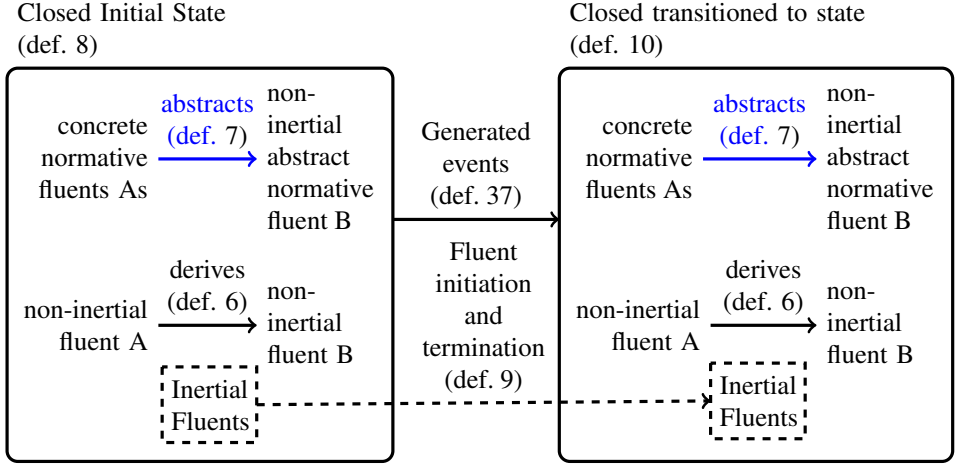 Closed Initial State
(def. 8)
concrete
normative
fluents As
abstracts
(def. 7)
non-
inertial
abstract
normative
fluent B
non-inertial
fluent A
derives
(def. 6)
non-
inertial
fluent B
Inertial
Fluents
Generated
events
(def. 37)
Fluent
initiation
and
termination
(def. 9)
Closed transitioned to state
(def. 10)
concrete
normative
fluents As
abstracts
(def. 7)
non-
inertial
abstract
normative
fluent B
non-inertial
fluent A
derives
(def. 6)
non-
inertial
fluent B
Inertial
Fluents